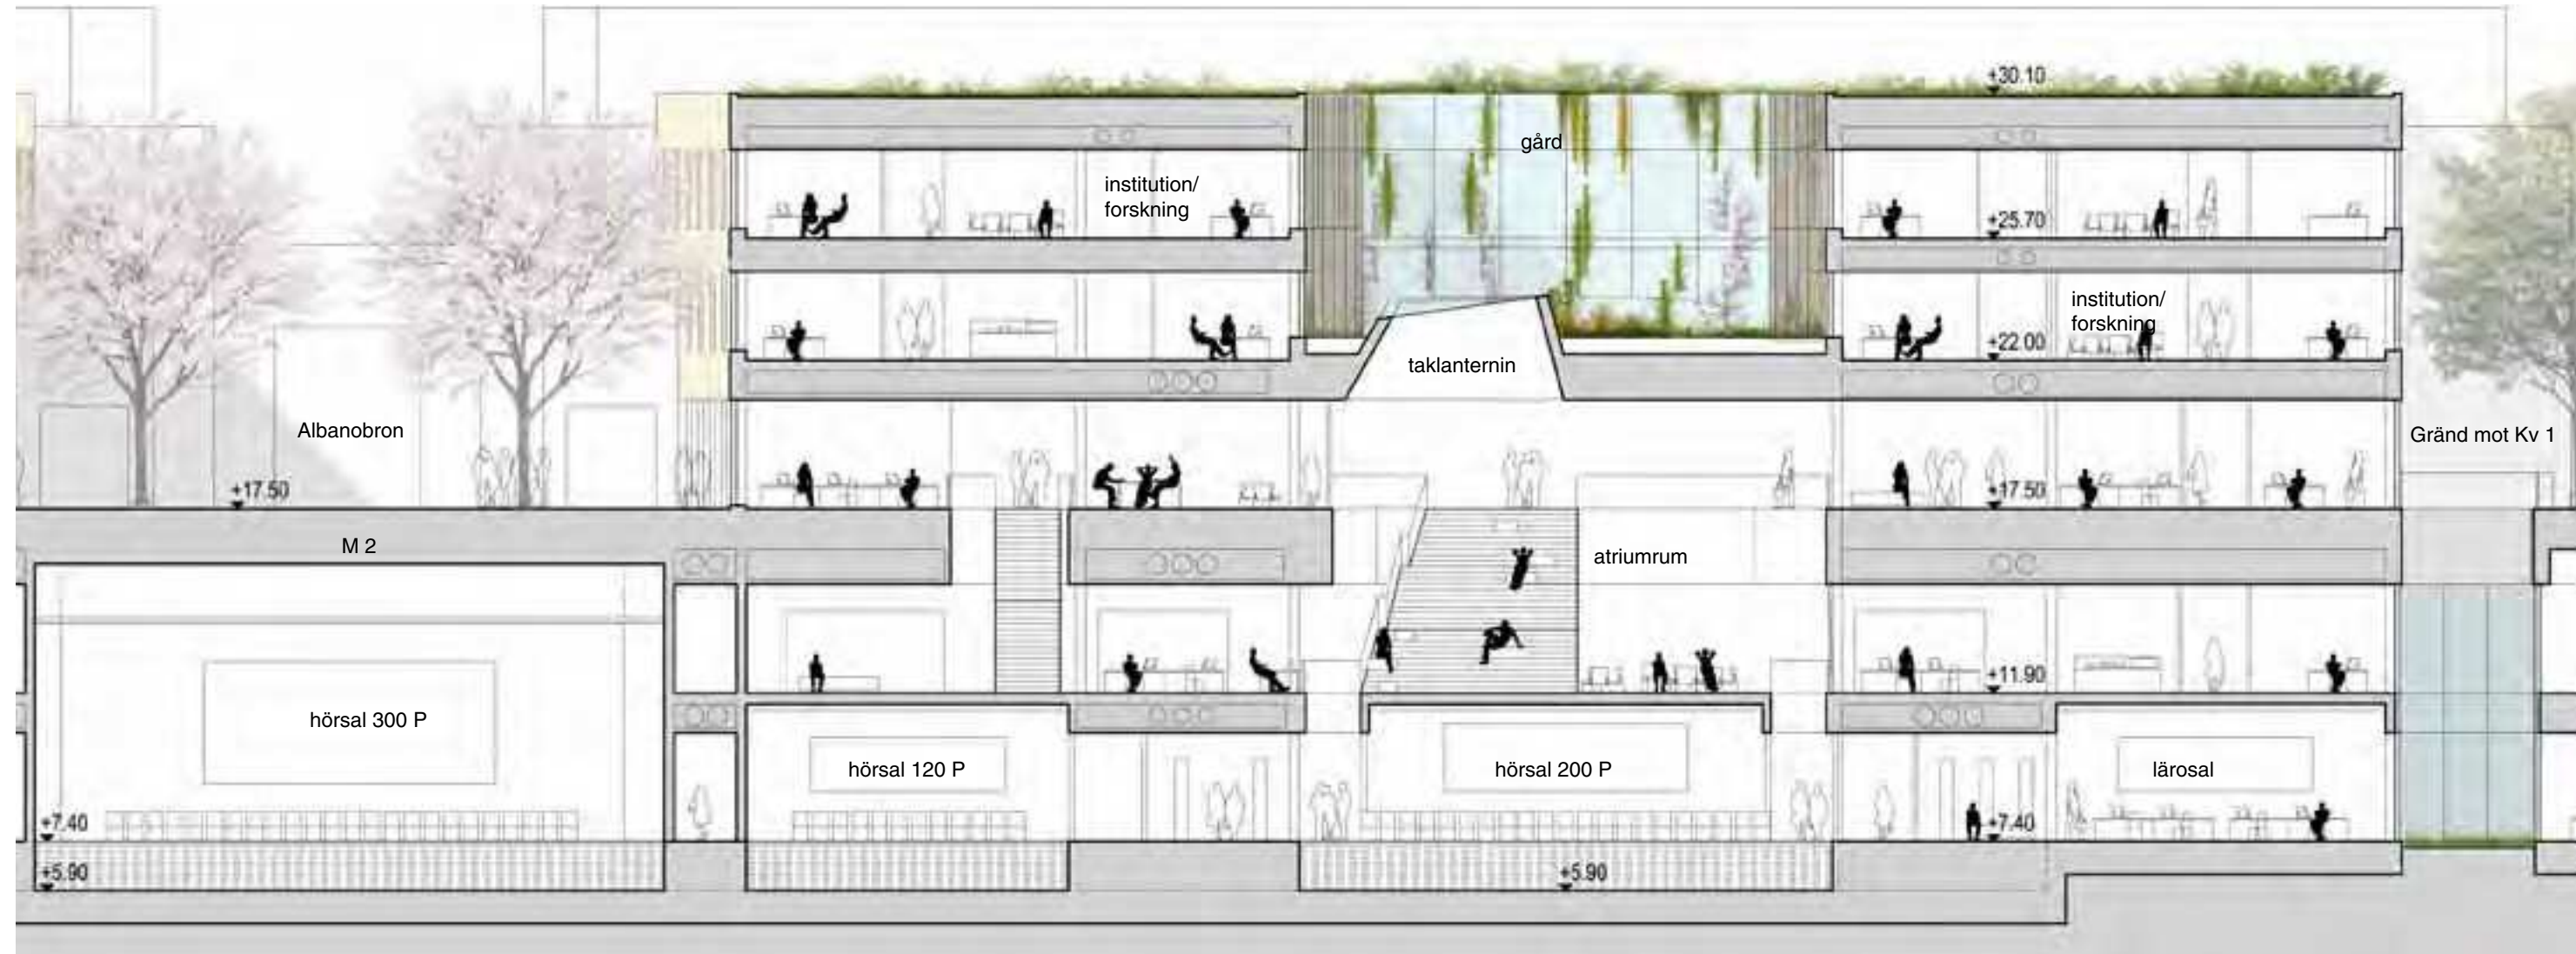 +30.10
gård
institution/
forskning
+25.70
institution/
forskning
+22.00
taklanternin
Albanobron
Gränd mot Kv 1
+17.50
+17.50
M 2
atriumrum
+11.90
hörsal 300 P
hörsal 120 P
hörsal 200 P
lärosal
+7.40
+7.40
+5.90
+5.90